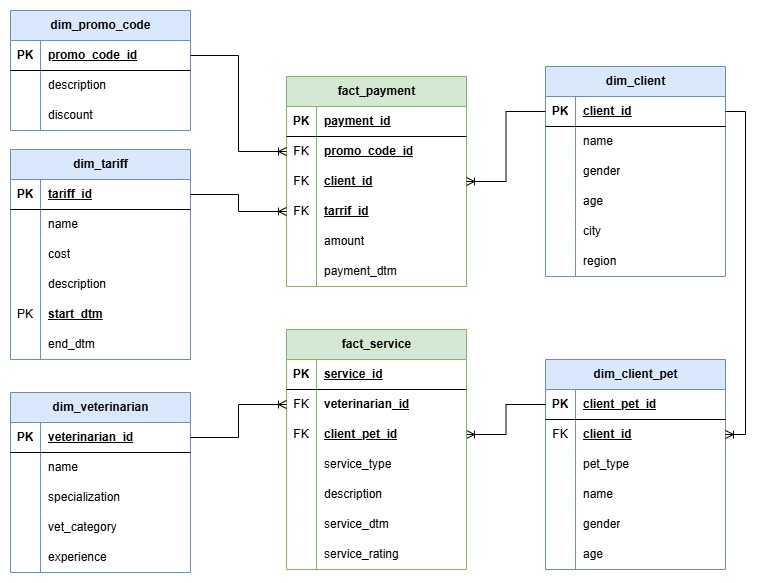 dim_promo_code
PK promo_code_id
description
discount
dim_tariff
PK tariff_id
name
cost
description
PK start_dtm
end_dtm
dim_veterinarian
PK veterinarian_id
name
specialization
vet_category
experience
fact_payment
PK payment_id
FK promo_code_id
FK client_id
FK tarrif_id
amount
payment_dtm
fact_service
PK service_id
FK veterinarian_id
FK client_pet_id
service_type
description
service_dtm
service_rating
dim_client
PK client_id
name
gender
age
city
region
dim_client_pet
PK client_pet_id
FK client_id
pet_type
name
gender
age